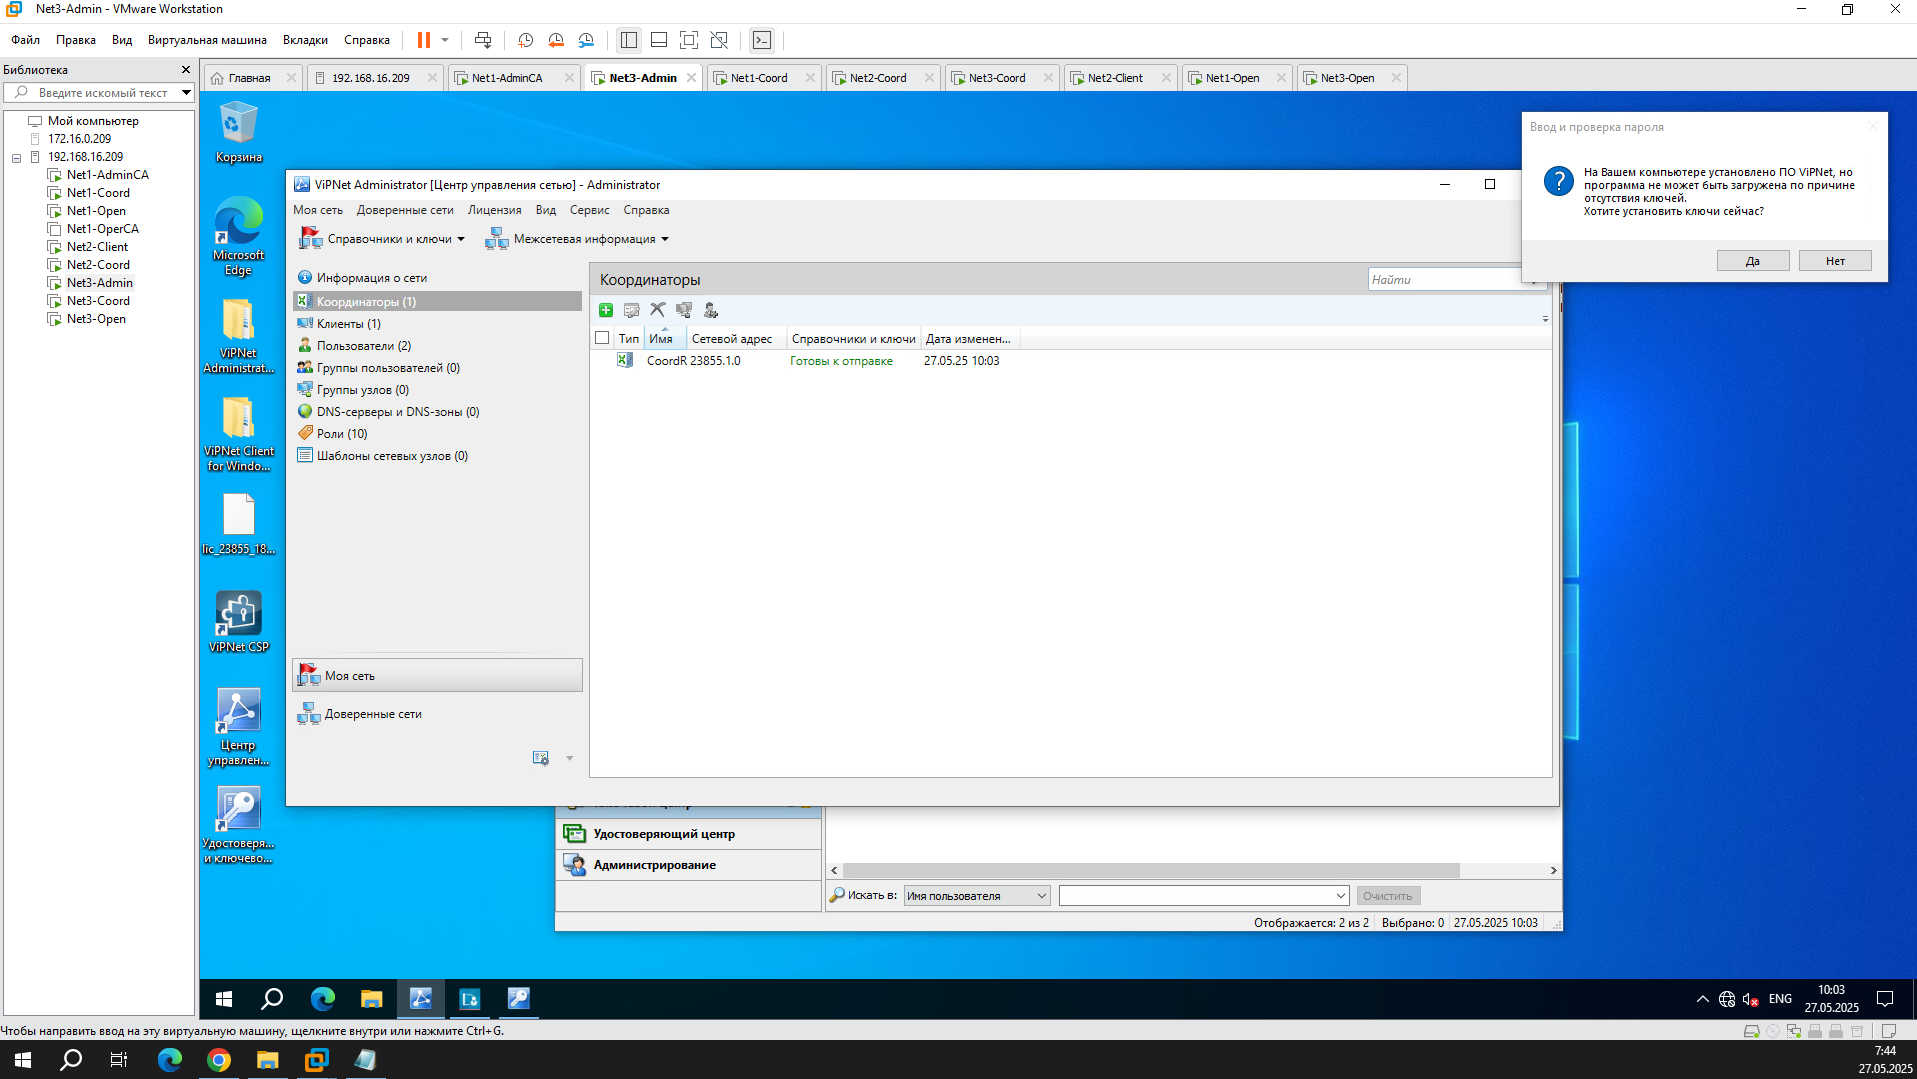 Net3-Admin - VMware Workstation
Файл Правка Вид Виртуальная машина Вкладки Справка
Библиотека
Введите искомый текст
Мой компьютер
172.16.0.209
192.168.16.209
Net1-AdminCA
Net1-Coord
Net1-Open
Net1-OperCA
Net2-Client
Net2-Coord
Net3-Admin
Net3-Coord
Net3-Open
Главная 192.168.16.209 Net1-AdminCA Net3-Admin Net1-Coord Net2-Coord Net3-Coord Net2-Client Net1-Open Net3-Open
Корзина
Microsoft
Edge
ViPNet
Administrat...
ViPNet Client
for Windo...
lic_23855_18...
ViPNet CSP
Центр
управлен...
Удостоверя...
и ключево...
ViPNet Administrator [Центр управления сетью] - Administrator
Моя сеть Доверенные сети Лицензия Вид Сервис Справка
Справочники и ключи Межсетевая информация
Информация о сети
Координаторы (1)
Клиенты (1)
Пользователи (2)
Группы пользователей (0)
Группы узлов (0)
DNS-серверы и DNS-зоны (0)
Роли (10)
Шаблоны сетевых узлов (0)
Моя сеть
Доверенные сети
Координаторы
Найти
Тип Имя Сетевой адрес Справочники и ключи Дата изменен...
CoordR 23855.1.0 Готовы к отправке 27.05.25 10:03
Ввод и проверка пароля
На Вашем компьютере установлено ПО ViPNet, но
программа не может быть загружена по причине
отсутствия ключей.
Хотите установить ключи сейчас?
Да Нет
Удостоверяющий центр
Администрирование
Искать в: Имя пользователя Очистить
Отображается: 2 из 2 Выбрано: 0 27.05.2025 10:03
ENG
10:03
27.05.2025
Чтобы направить ввод на эту виртуальную машину, щелкните внутри или нажмите Ctrl+G.
7:44
27.05.2025